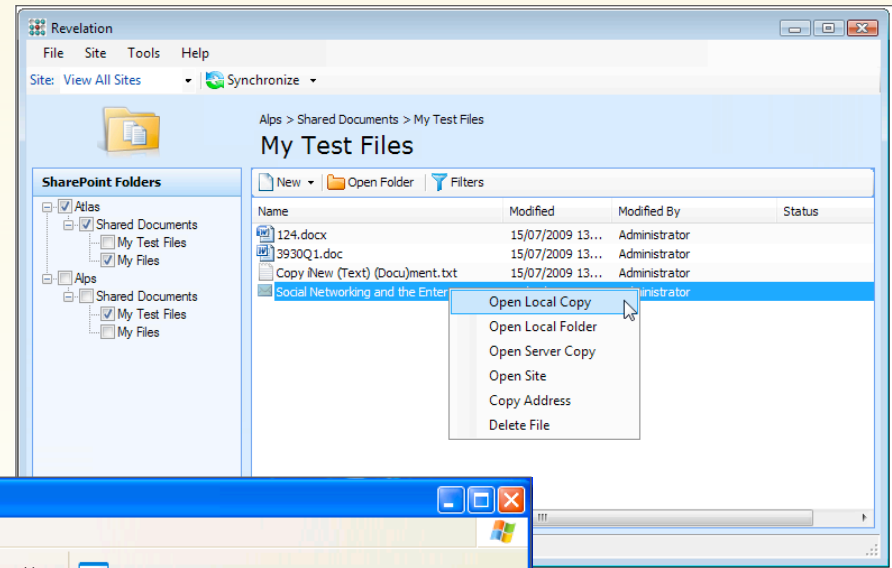 Revelation
File Site Tools Help
Site: View All Sites Synchronize
Alps > Shared Documents > My Test Files
My Test Files
SharePoint Folders
New Open Folder Filters
Atlas
Shared Documents
My Test Files
My Files
Alps
Shared Documents
My Test Files
My Files
Name Modified Modified By Status
124.docx 15/07/2009 13... Administrator
3930Q1.doc 15/07/2009 13... Administrator
Copy iNew (Text) (Docu)ment.txt 15/07/2009 13... Administrator
Social Networking and the Enter ministrator
Open Local Copy
Open Local Folder
Open Server Copy
Open Site
Copy Address
Delete File